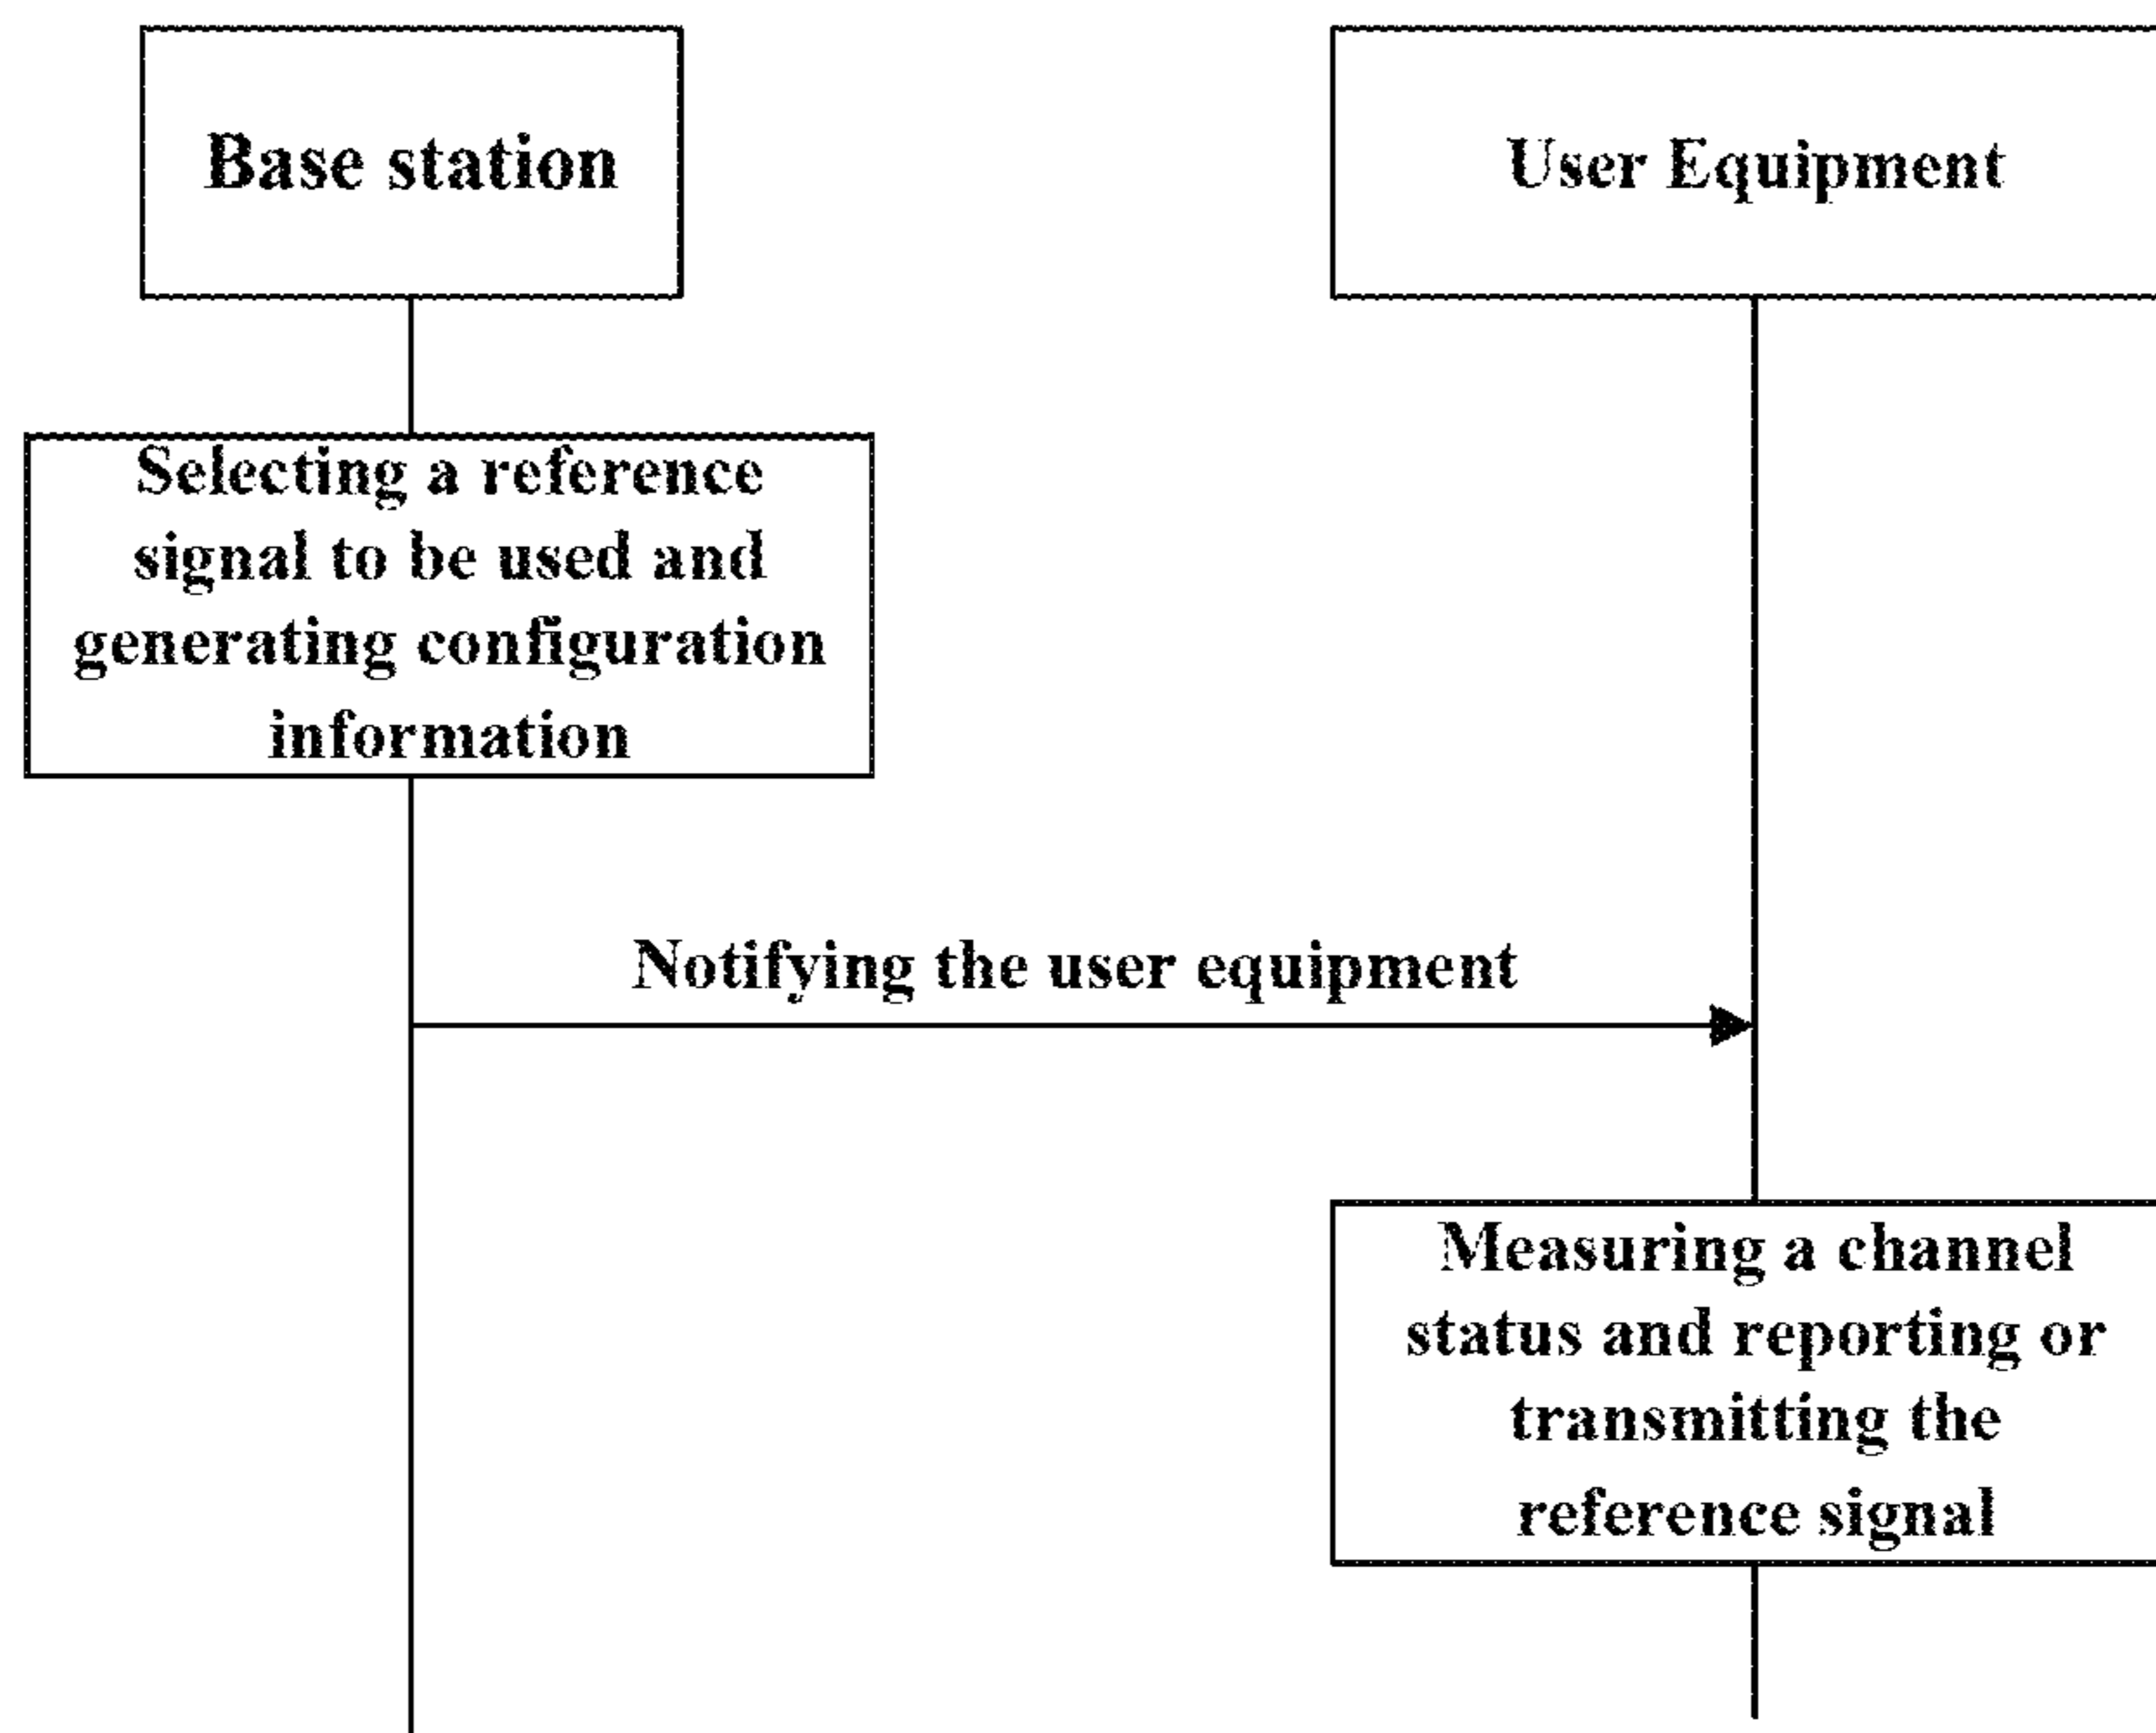 Base station
User Equipment
Selecting a reference
signal to be used and
generating configuration
information
Notifying the user equipment
Measuring a channel
status and reporting or
transmitting the
reference signal